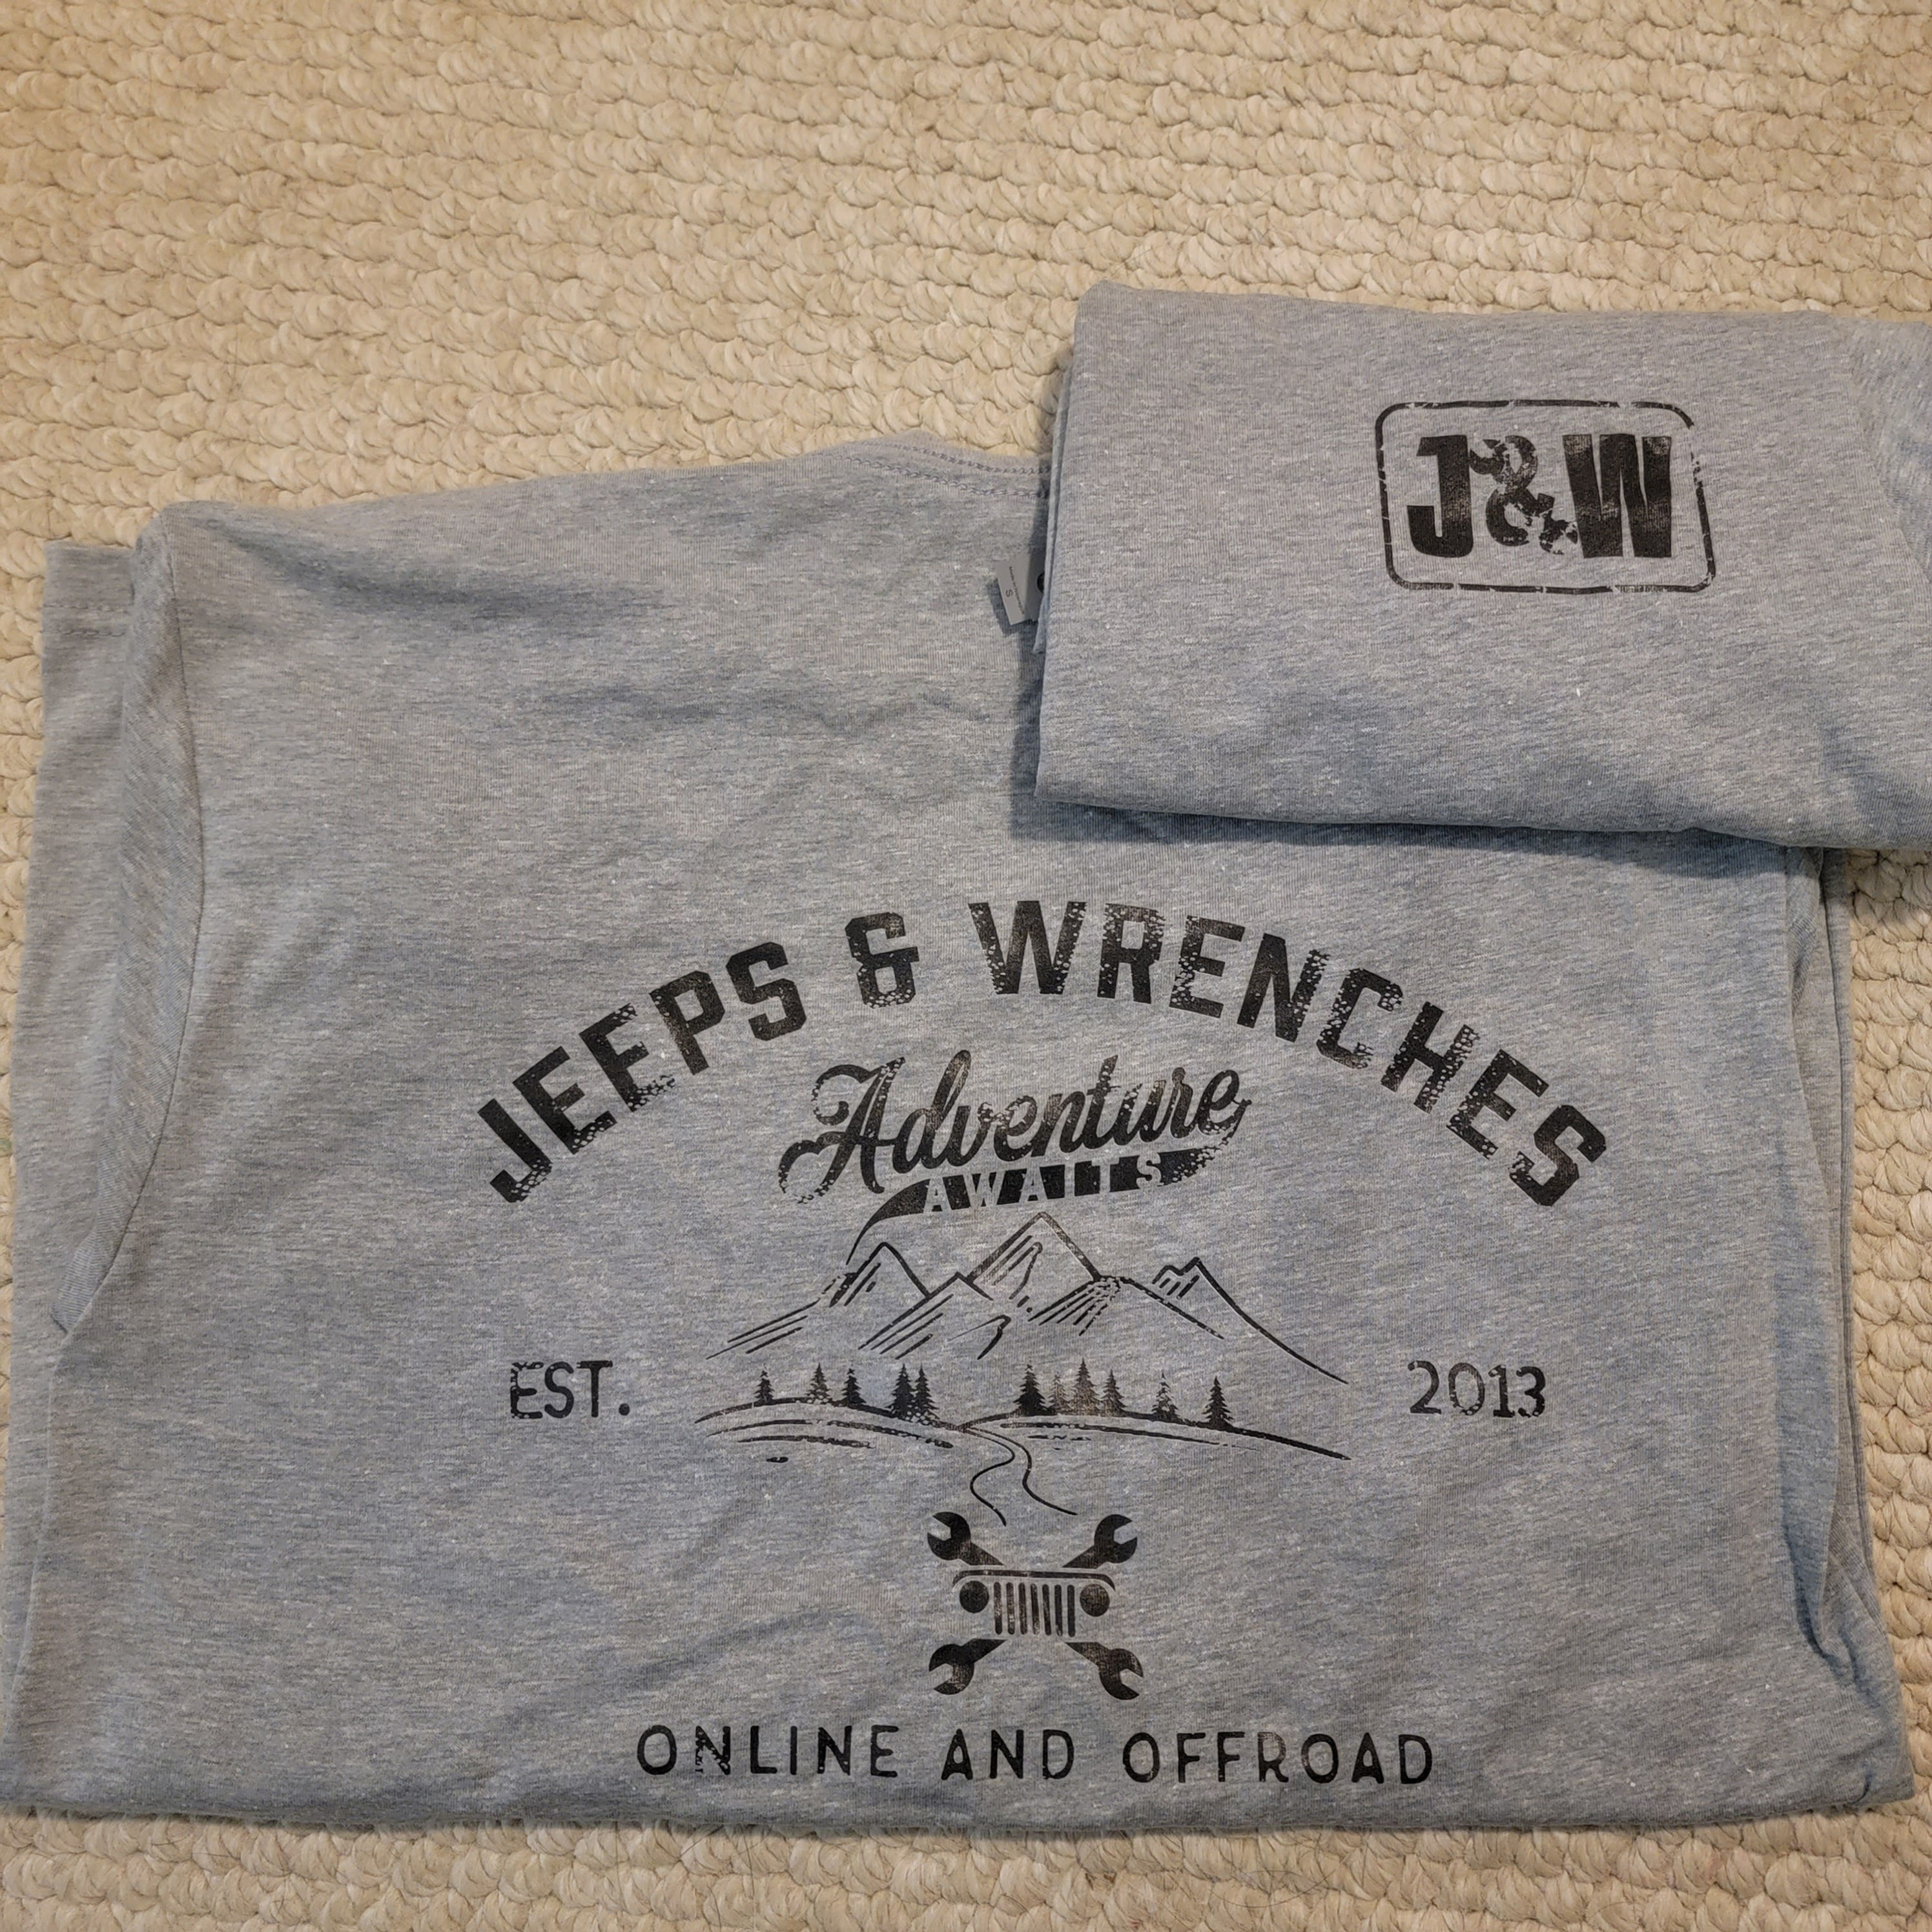 J&W
S
JEEPS & WRENCHES
Adventure
AWAITS
EST. 2013
ONLINE AND OFFROAD